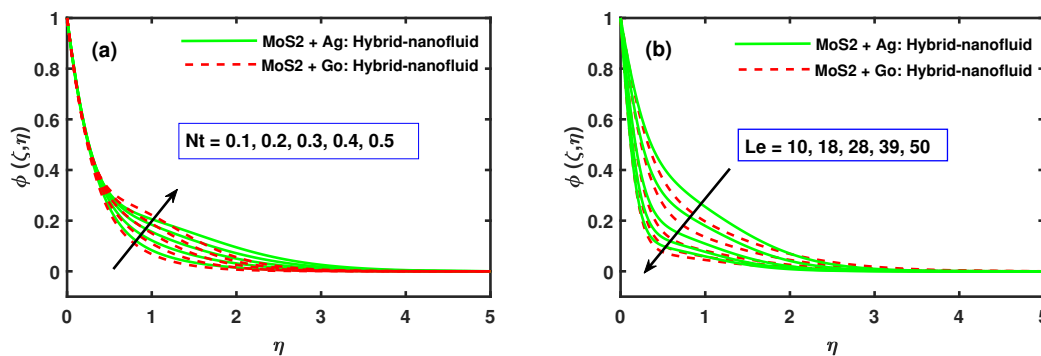 (a)
MoS2 + Ag: Hybrid-nanofluid
MoS2 + Go: Hybrid-nanofluid
Nt = 0.1, 0.2, 0.3, 0.4, 0.5
ϕ (ζ,η)
1
0.8
0.6
0.4
0.2
0
0 1 2 3 4 5
η
(b)
MoS2 + Ag: Hybrid-nanofluid
MoS2 + Go: Hybrid-nanofluid
Le = 10, 18, 28, 39, 50
ϕ (ζ,η)
1
0.8
0.6
0.4
0.2
0
0 1 2 3 4 5
η